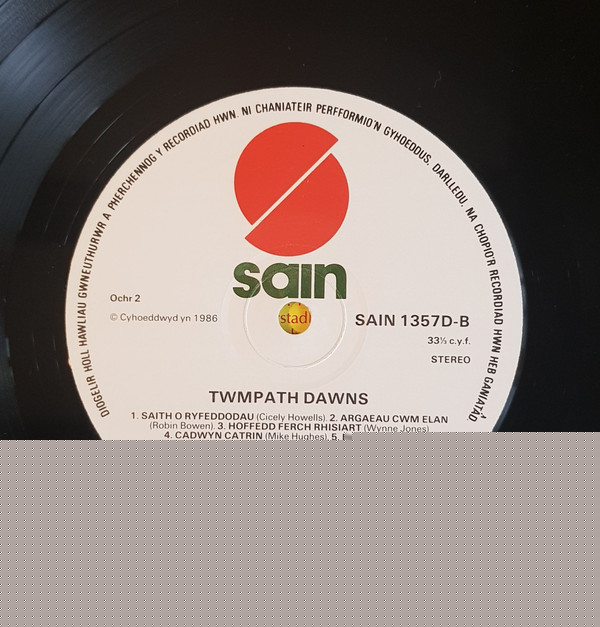 DIOGELIR HOLL HAWLIAU GWNEUTHURWR A PHERCHENNOG Y RECORDIAD HWN. NI CHANIATEIR PERFFORMIO'N GYHOEDDUS, DARLLEDU, NA CHOPIO'R RECORDIAD HWN HEB GANIATÂD
sain
Ochr 2
© Cyhoeddwyd yn 1986
stadl
SAIN 1357D-B
33⅓ c.y.f.
STEREO
TWMPATH DAWNS
1. SAITH O RYFEDDODAU (Cicely Howells). 2. ARGAEAU CWM ELAN
(Robin Bowen). 3. HOFFEDD FERCH RHISIART (Wynne Jones)
4. CADWYN CATRIN (Mike Hughes). 5.